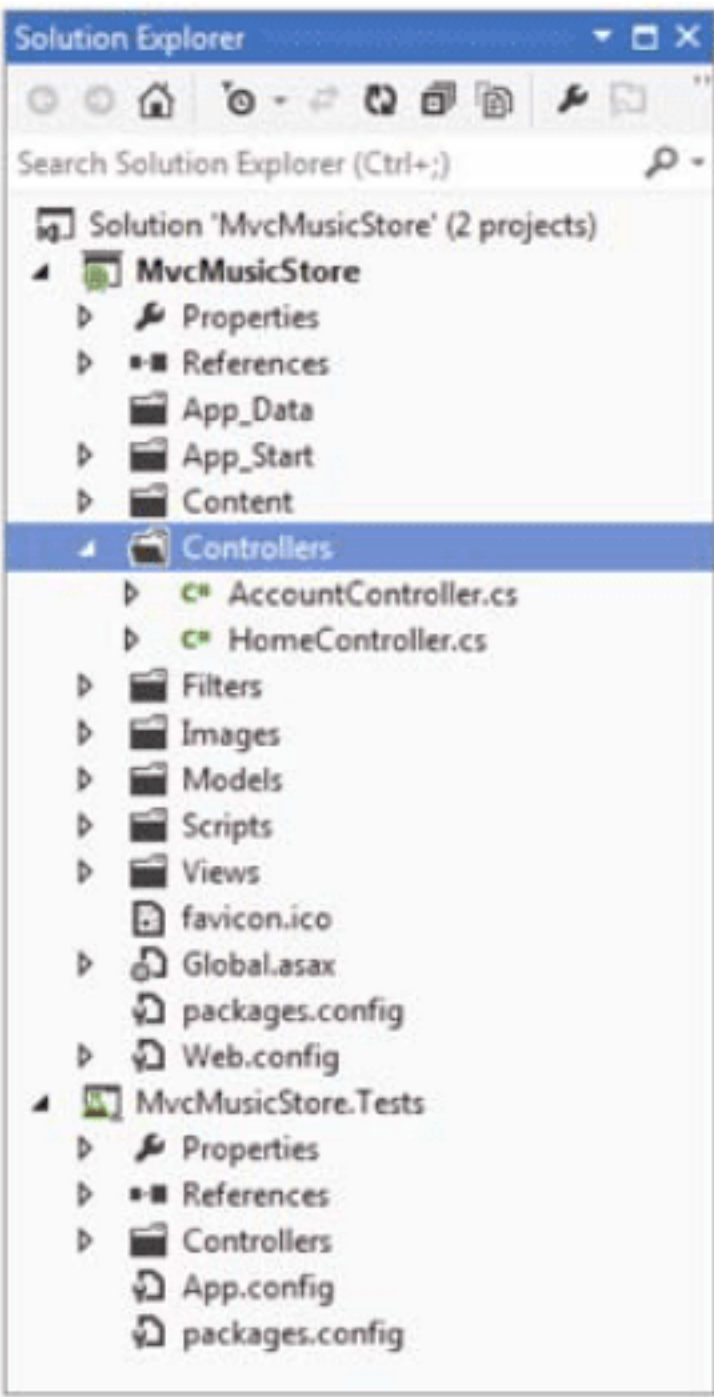 Solution Explorer
Search Solution Explorer (Ctrl+;)
Solution 'MvcMusicStore' (2 projects)
MvcMusicStore
Properties
References
App_Data
App_Start
Content
Controllers
C# AccountController.cs
C# HomeController.cs
Filters
Images
Models
Scripts
Views
favicon.ico
Global.asax
packages.config
Web.config
MvcMusicStore.Tests
Properties
References
Controllers
App.config
packages.config